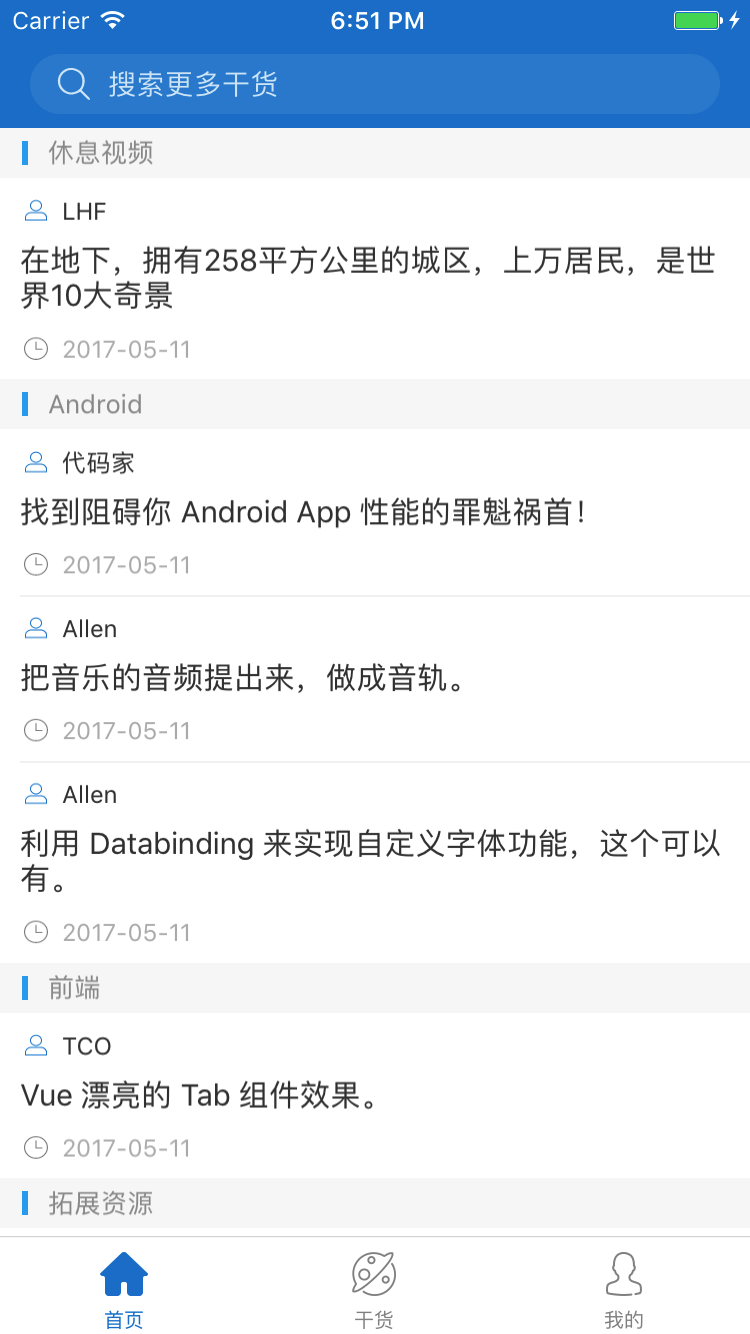 Carrier 6:51 PM
搜索更多干货
休息视频
LHF
在地下，拥有258平方公里的城区，上万居民，是世
界10大奇景
2017-05-11
Android
代码家
找到阻碍你 Android App 性能的罪魁祸首！
2017-05-11
Allen
把音乐的音频提出来，做成音轨。
2017-05-11
Allen
利用 Databinding 来实现自定义字体功能，这个可以
有。
2017-05-11
前端
TCO
Vue 漂亮的 Tab 组件效果。
2017-05-11
拓展资源
首页 干货 我的